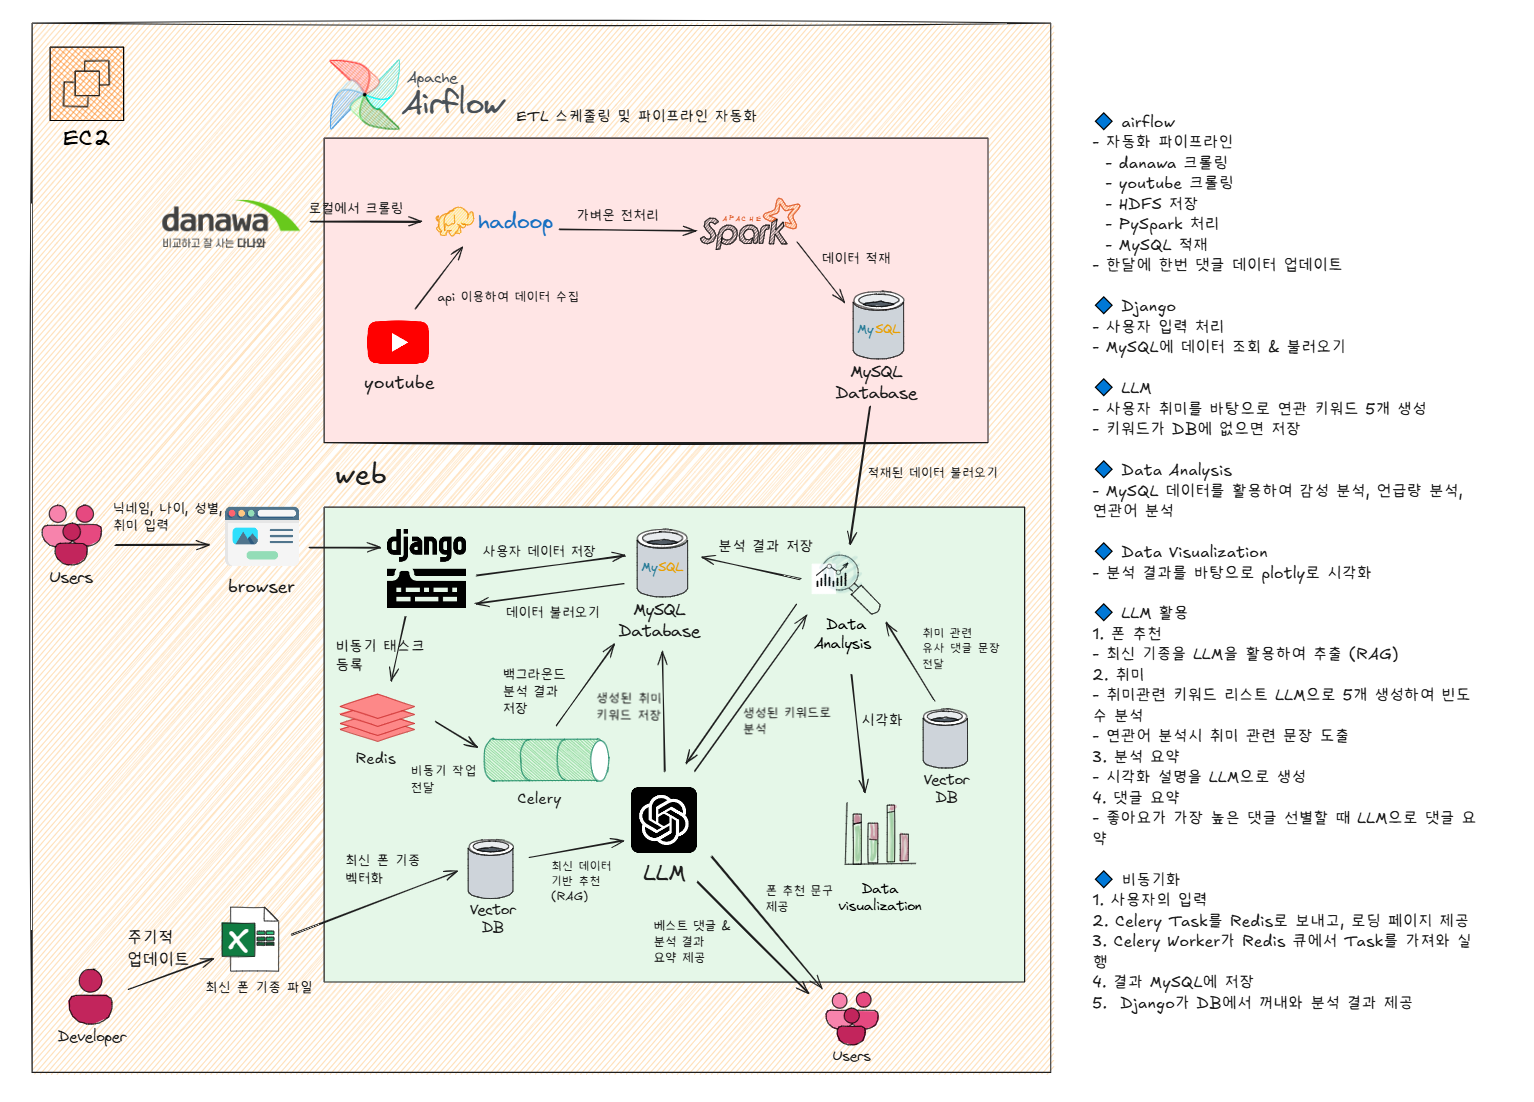 EC2
Apache
Airflow
ETL 스케줄링 및 파이프라인 자동화
danawa
비교하고 잘 사는 다나와
로컬에서 크롤링
hadoop
가벼운 전처리
APACHE
Spark
데이터 적재
api 이용하여 데이터 수집
youtube
MySQL
MySQL
Database
적재된 데이터 불러오기
web
Users
닉네임, 나이, 성별,
취미 입력
browser
django
사용자 데이터 저장
데이터 불러오기
MySQL
MySQL
Database
분석 결과 저장
Data
Analysis
취미 관련
유사 댓글 문장
전달
비동기 태스크
등록
백그라운드
분석 결과
저장
생성된 취미
키워드 저장
생성된 키워드로
분석
시각화
Vector
DB
Redis
비동기 작업
전달
Celery
LLM
Data
visualization
최신 폰 기종
벡터화
Vector
DB
최신 데이터
기반 추천
(RAG)
폰 추천 문구
제공
베스트 댓글 &
분석 결과
요약 제공
주기적
업데이트
X
최신 폰 기종 파일
Developer
Users
airflow
- 자동화 파이프라인
- danawa 크롤링
- youtube 크롤링
- HDFS 저장
- PySpark 처리
- MySQL 적재
- 한달에 한번 댓글 데이터 업데이트
Django
- 사용자 입력 처리
- MySQL에 데이터 조회 & 불러오기
LLM
- 사용자 취미를 바탕으로 연관 키워드 5개 생성
- 키워드가 DB에 없으면 저장
Data Analysis
- MySQL 데이터를 활용하여 감성 분석, 언급량 분석,
연관어 분석
Data Visualization
- 분석 결과를 바탕으로 plotly로 시각화
LLM 활용
1. 폰 추천
- 최신 기종을 LLM을 활용하여 추출 (RAG)
2. 취미
- 취미관련 키워드 리스트 LLM으로 5개 생성하여 빈도
수 분석
- 연관어 분석시 취미 관련 문장 도출
3. 분석 요약
- 시각화 설명을 LLM으로 생성
4. 댓글 요약
- 좋아요가 가장 높은 댓글 선별할 때 LLM으로 댓글 요
약
비동기화
1. 사용자의 입력
2. Celery Task를 Redis로 보내고, 로딩 페이지 제공
3. Celery Worker가 Redis 큐에서 Task를 가져와 실
행
4. 결과 MySQL에 저장
5. Django가 DB에서 꺼내와 분석 결과 제공